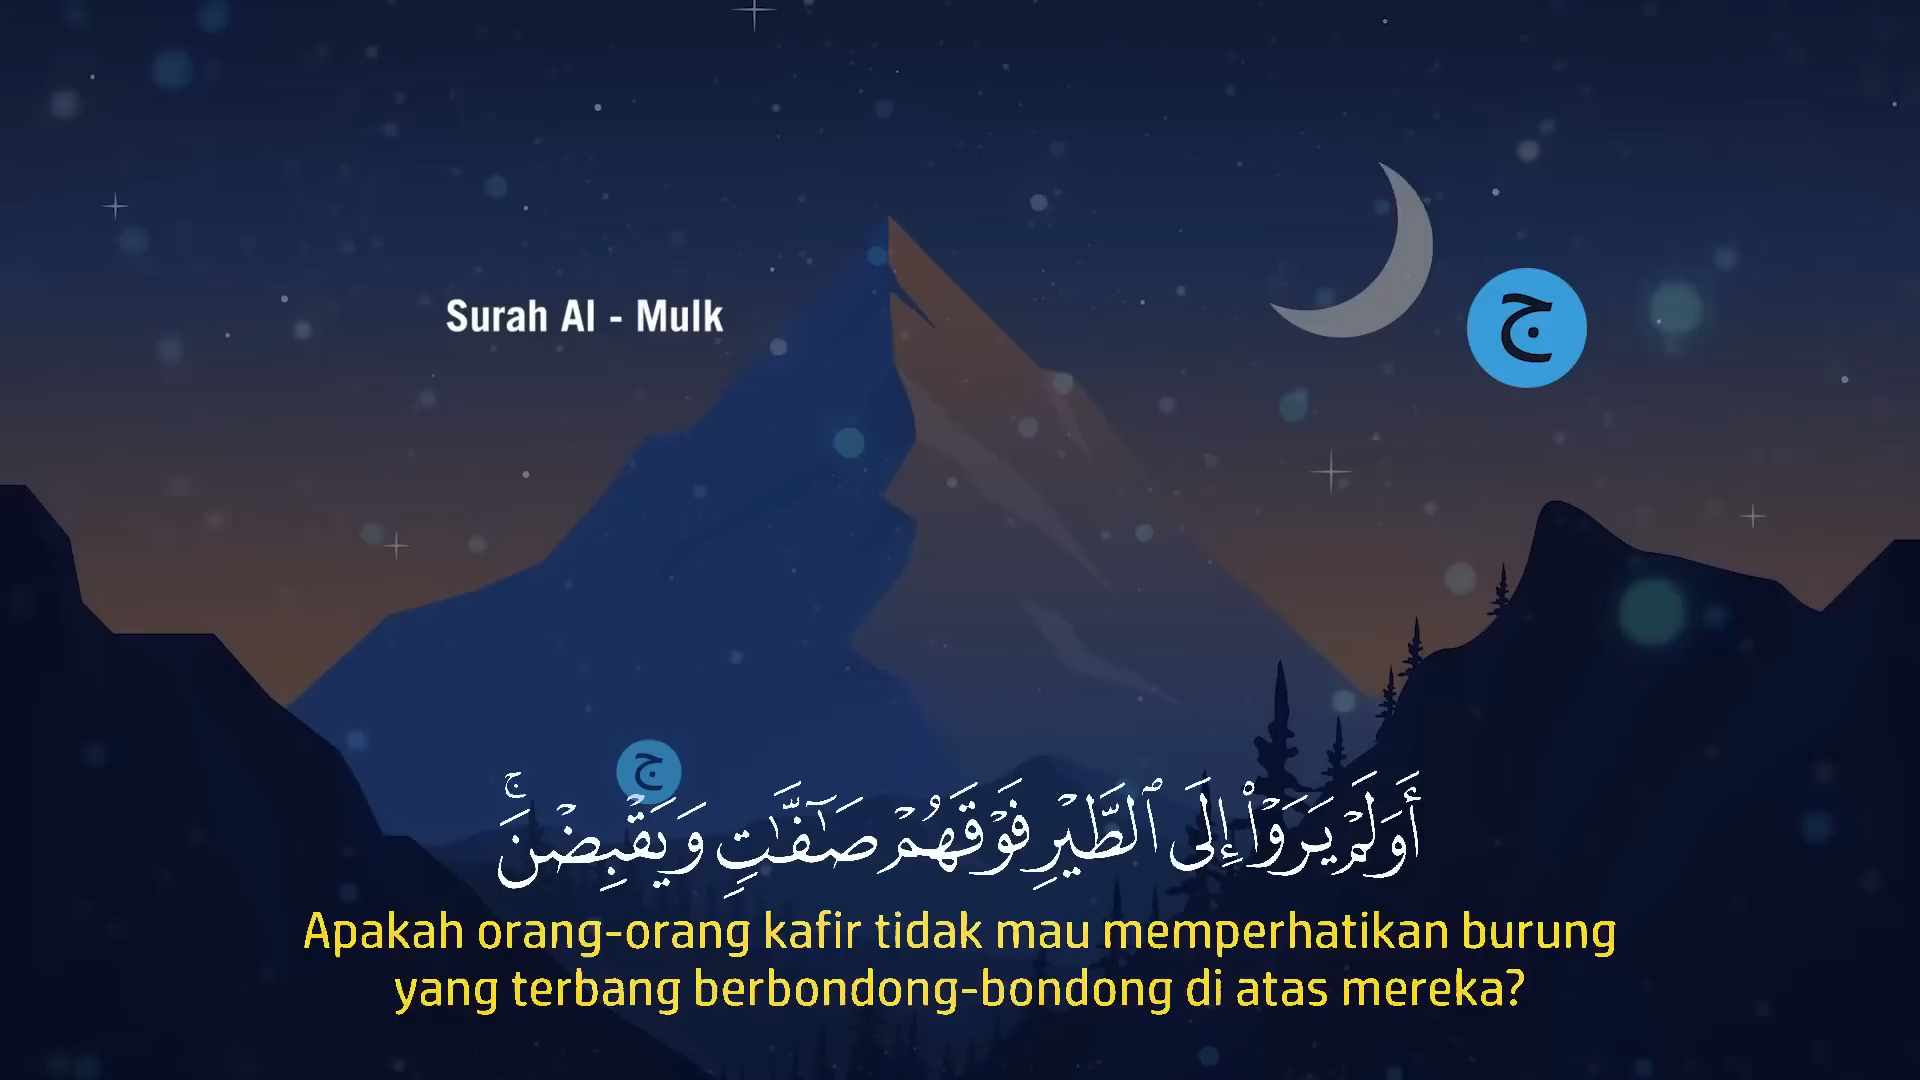 Surah Al - Mulk
ج
ج
أَوَلَمْ يَرَوْا۟ إِلَى ٱلطَّيْرِ فَوْقَهُمْ صَـٰٓفَّـٰتٍ وَيَقْبِضْنَ ۚ
Apakah orang-orang kafir tidak mau memperhatikan burung
yang terbang berbondong-bondong di atas mereka?